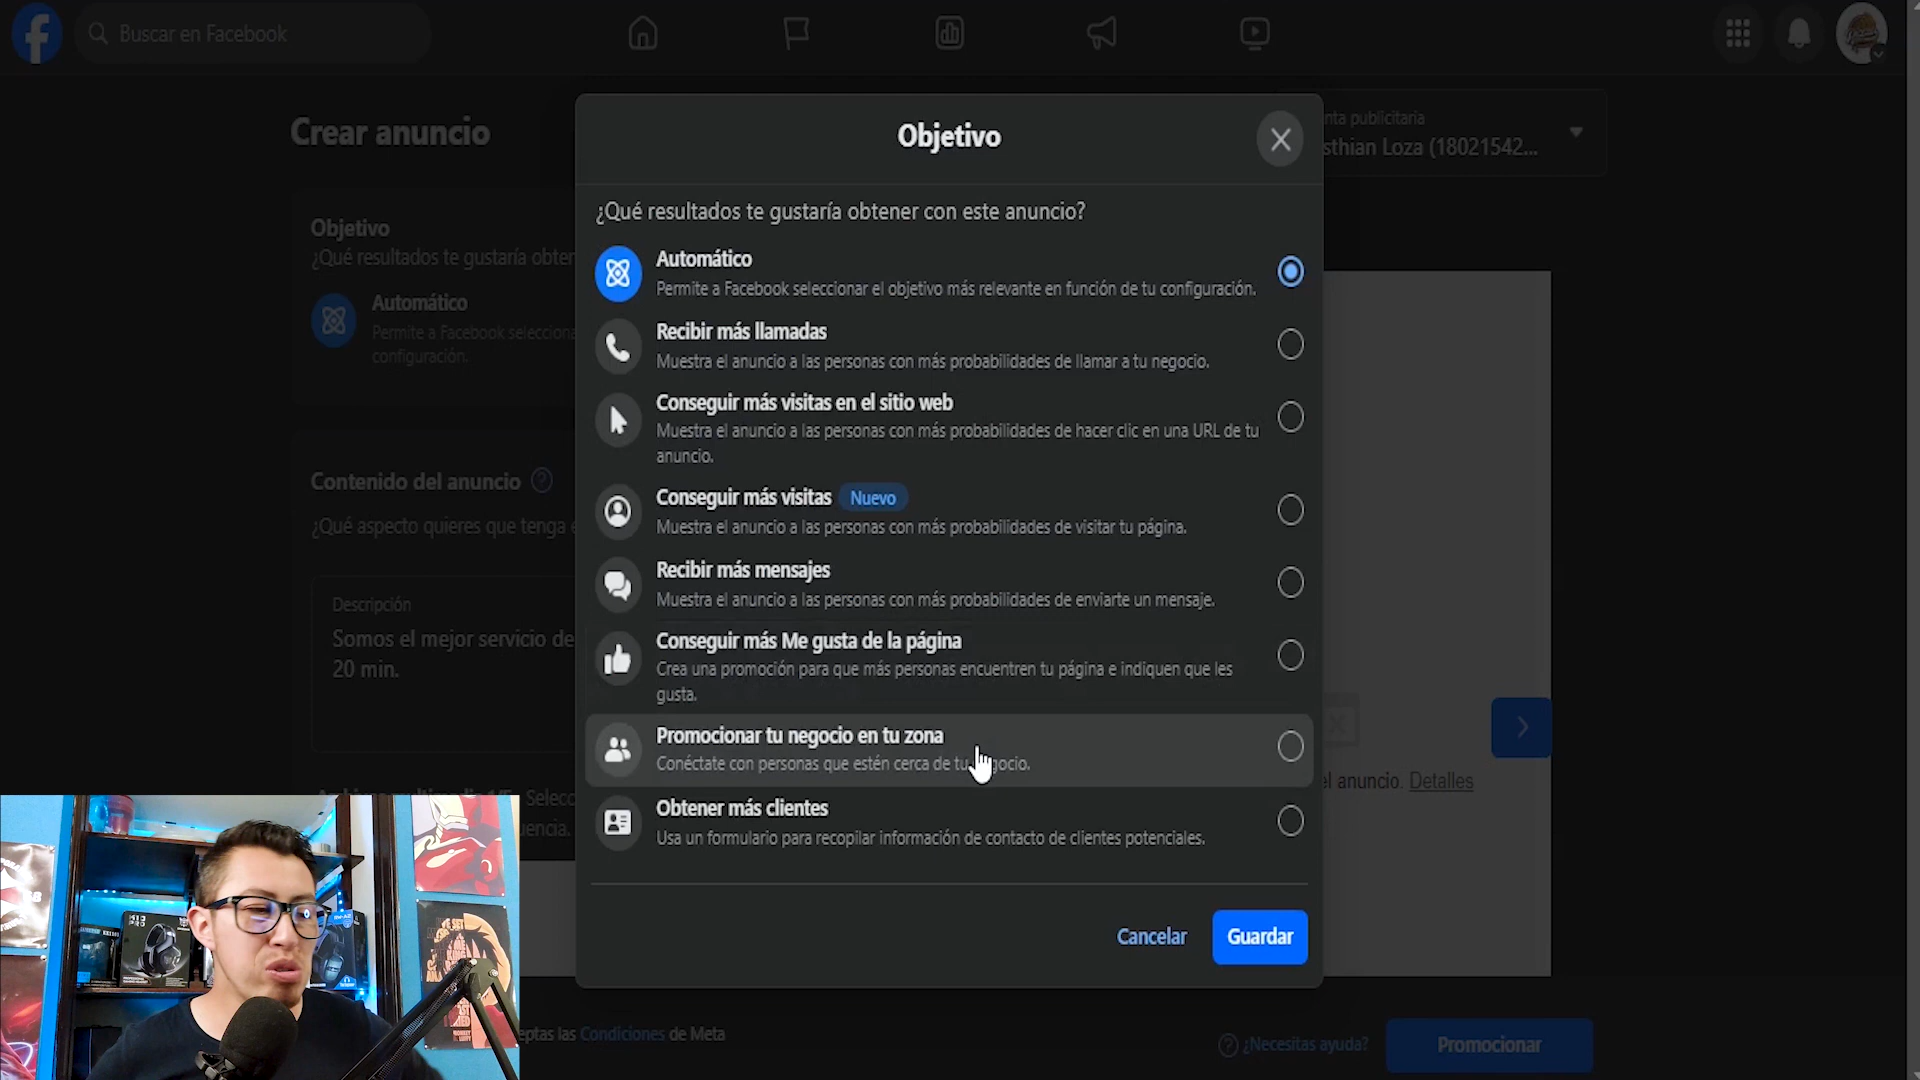 Buscar en Facebook
Crear anuncio
nta publicitaria
sthian Loza (18021542...
Objetivo
¿Qué resultados te gustaría obten
Automático
Permite a Facebook selecciona
configuración.
Contenido del anuncio
¿Qué aspecto quieres que tenga e
Descripción
Somos el mejor servicio de
20 min.
Selecc
uencia.
Objetivo
¿Qué resultados te gustaría obtener con este anuncio?
Automático
Permite a Facebook seleccionar el objetivo más relevante en función de tu configuración.
Recibir más llamadas
Muestra el anuncio a las personas con más probabilidades de llamar a tu negocio.
Conseguir más visitas en el sitio web
Muestra el anuncio a las personas con más probabilidades de hacer clic en una URL de tu
anuncio.
Conseguir más visitas Nuevo
Muestra el anuncio a las personas con más probabilidades de visitar tu página.
Recibir más mensajes
Muestra el anuncio a las personas con más probabilidades de enviarte un mensaje.
Conseguir más Me gusta de la página
Crea una promoción para que más personas encuentren tu página e indiquen que les
gusta.
Promocionar tu negocio en tu zona
Conéctate con personas que estén cerca de tu gocio.
Obtener más clientes
Usa un formulario para recopilar información de contacto de clientes potenciales.
Cancelar
Guardar
el anuncio. Detalles
eptas las Condiciones de Meta
¿Necesitas ayuda?
Promocionar